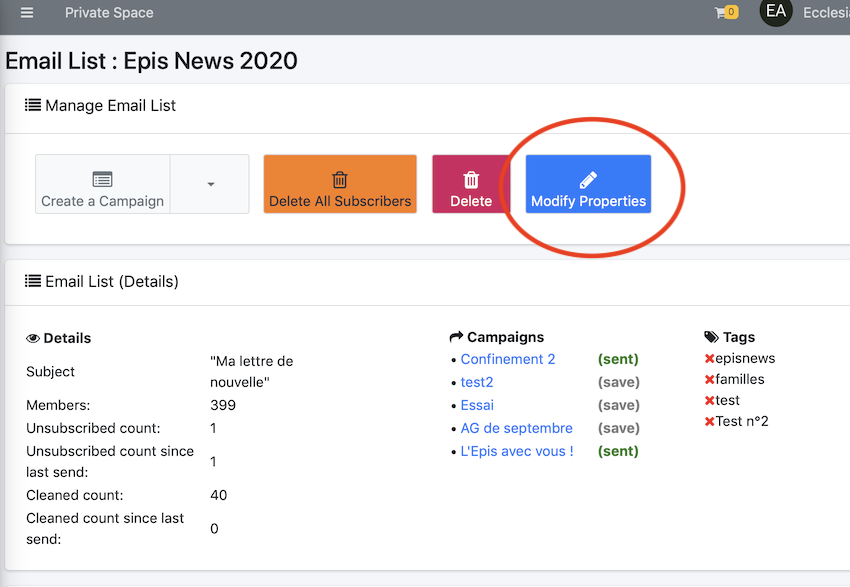 Private Space
0
EA
Ecclesi
Email List : Epis News 2020
Manage Email List
Create a Campaign
Delete All Subscribers
Delete
Modify Properties
Email List (Details)
Details
Subject
"Ma lettre de
nouvelle"
Members:
399
Unsubscribed count:
1
Unsubscribed count since
last send:
1
Cleaned count:
40
Cleaned count since last
send:
0
Campaigns
• Confinement 2 (sent)
• test2 (save)
• Essai (save)
• AG de septembre (save)
• L'Epis avec vous ! (sent)
Tags
episnews
familles
test
Test n°2